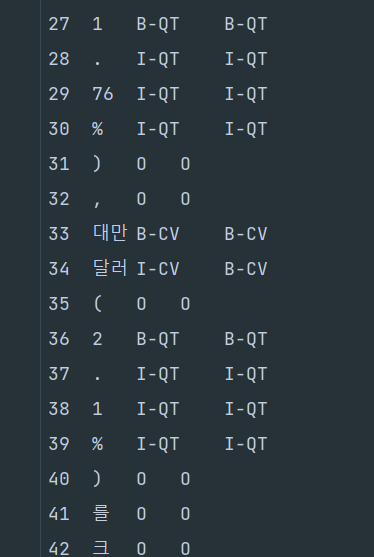 27 1 B-QT B-QT
28 . I-QT I-QT
29 76 I-QT I-QT
30 % I-QT I-QT
31 ) O O
32 , O O
33 대만 B-CV B-CV
34 달러 I-CV B-CV
35 ( O O
36 2 B-QT B-QT
37 . I-QT I-QT
38 1 I-QT I-QT
39 % I-QT I-QT
40 ) O O
41 를 O O
42 크 O O